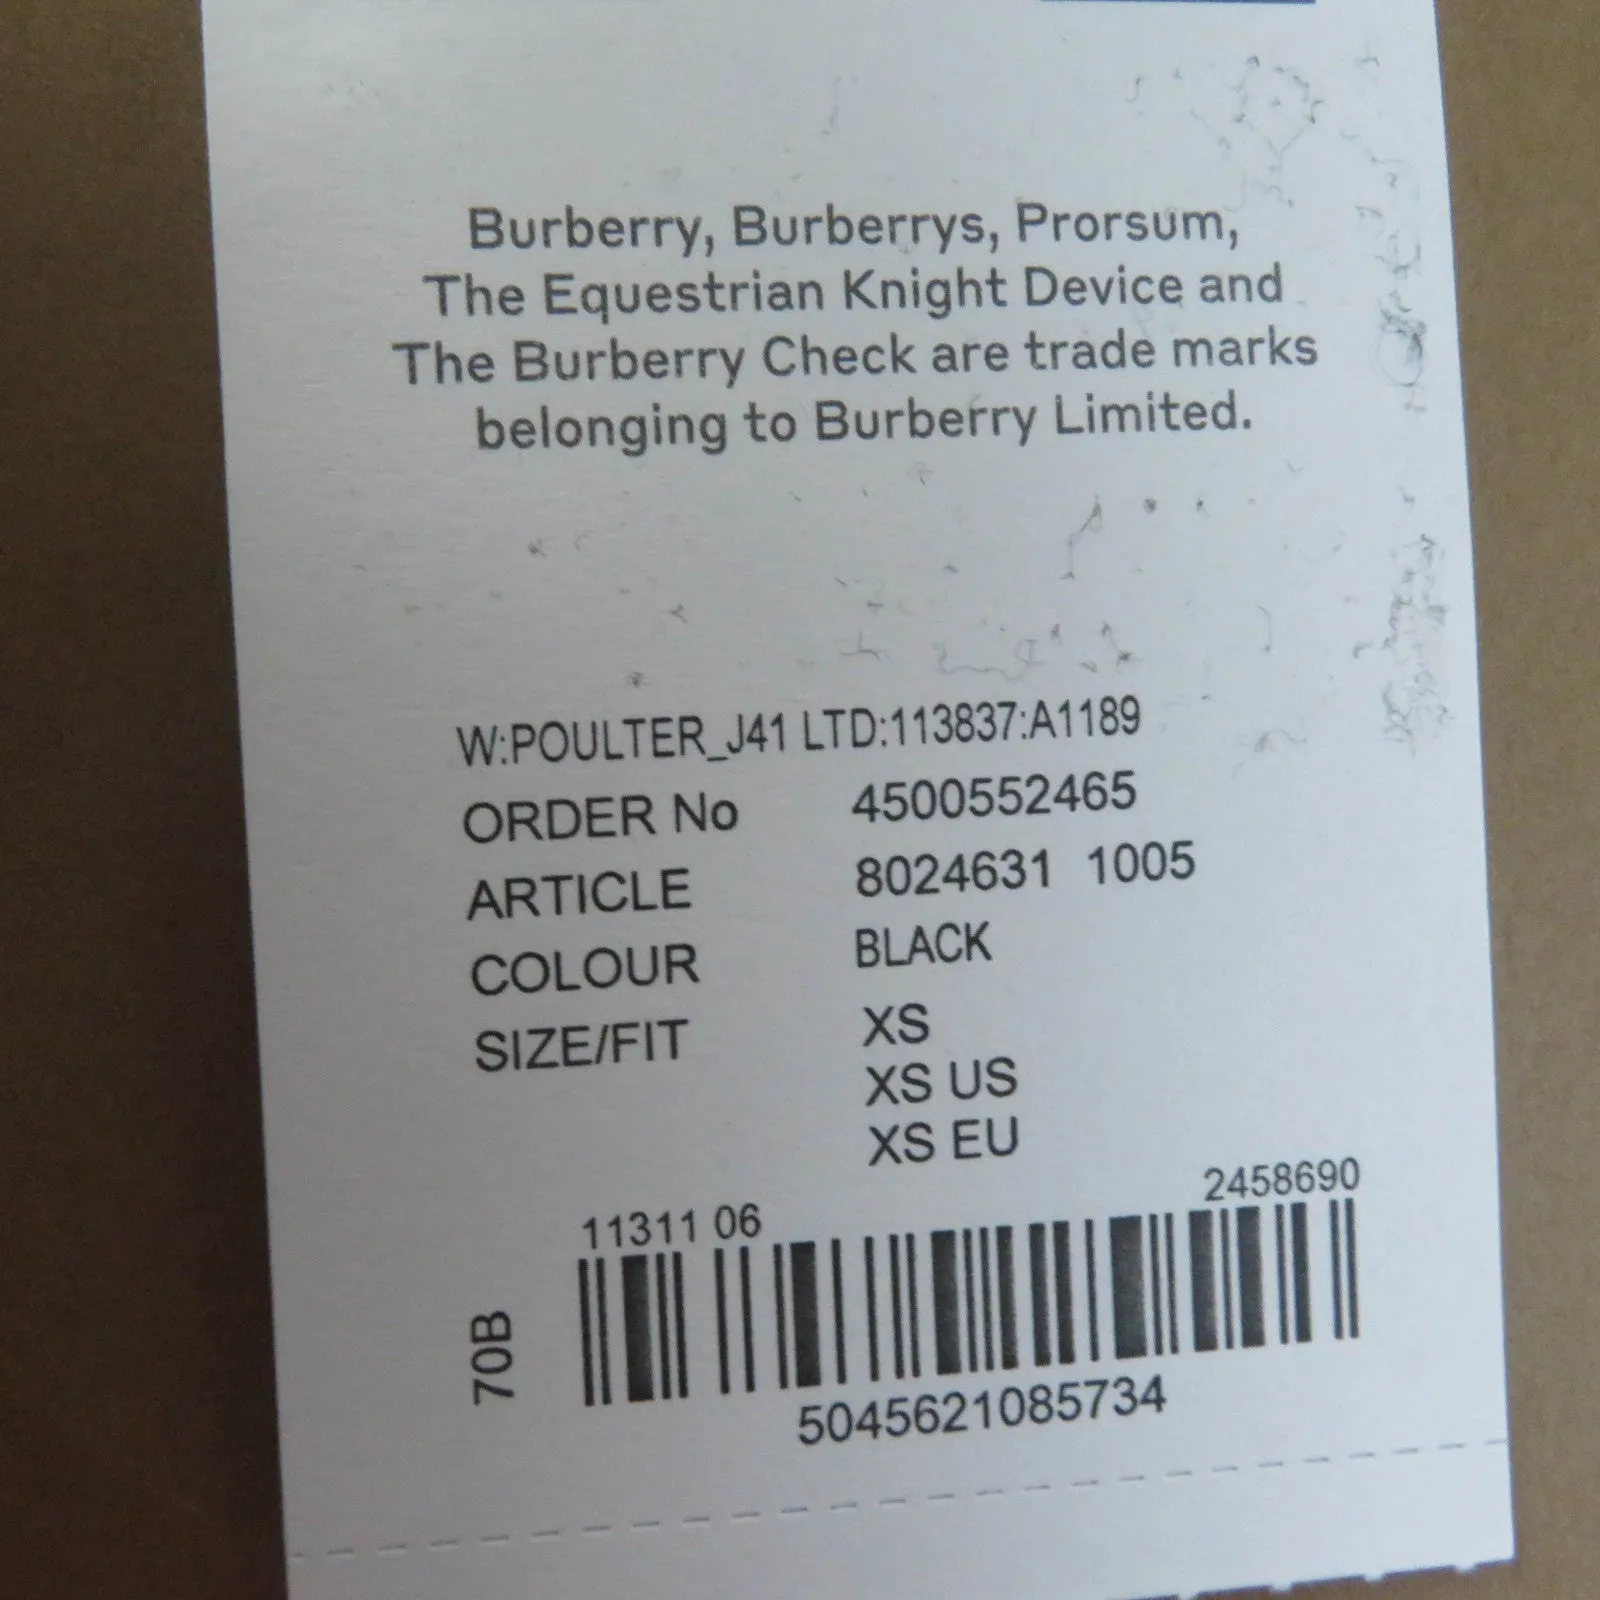 Burberry, Burberrys, Prorsum,
The Equestrian Knight Device and
The Burberry Check are trade marks
belonging to Burberry Limited.
W:POULTER_J41 LTD:113837:A1189
ORDER No 4500552465
ARTICLE 8024631 1005
COLOUR BLACK
SIZE/FIT XS
XS US
XS EU
11311 06 2458690
70B
5045621085734